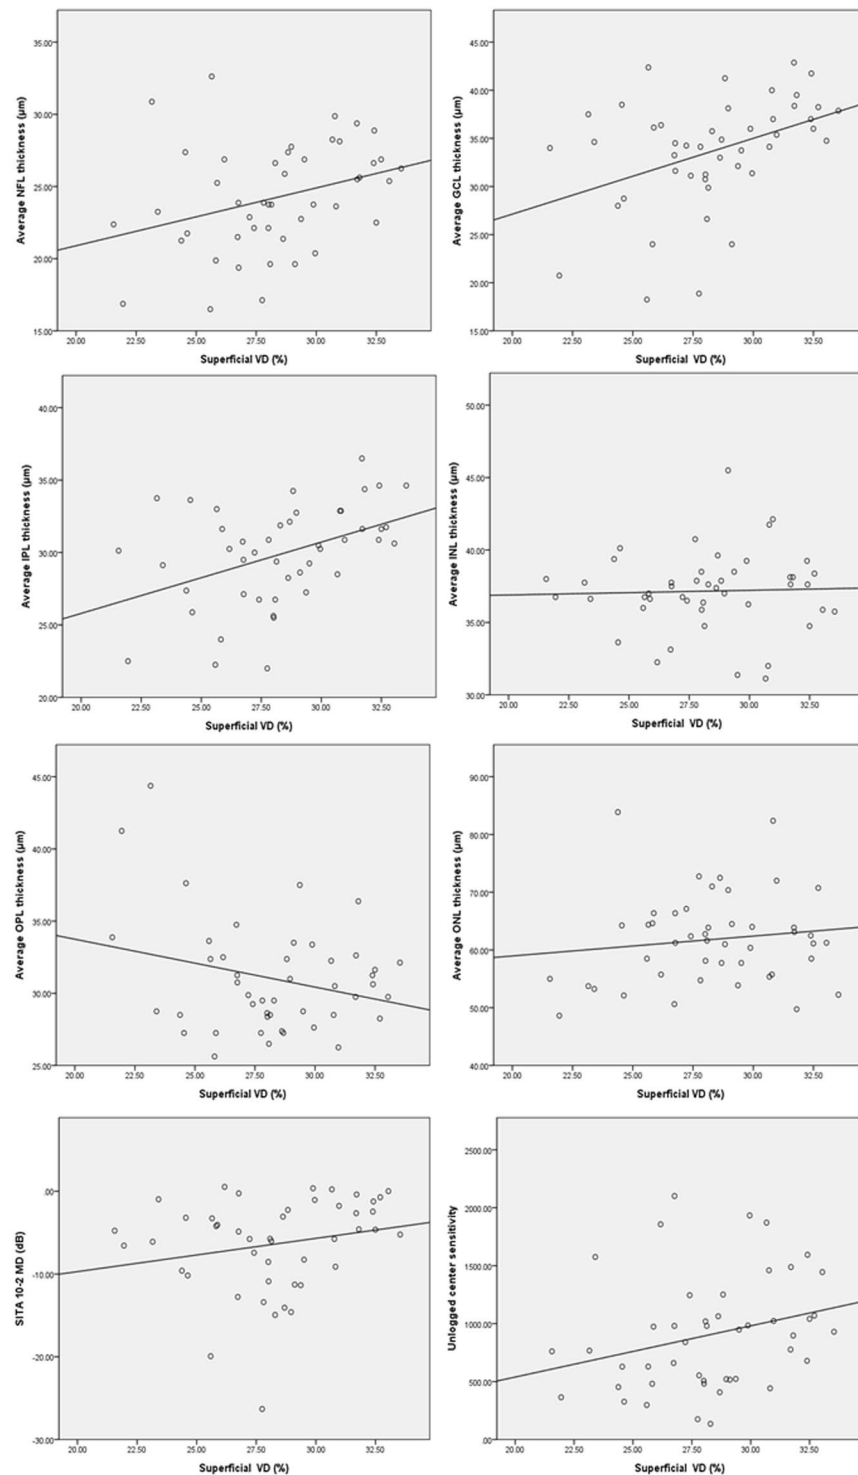 35.00
30.00
25.00
20.00
15.00
Average NFL thickness (μm)
20.00 22.50 25.00 27.50 30.00 32.50
Superficial VD (%)
45.00
40.00
35.00
30.00
25.00
20.00
15.00
Average GCL thickness (μm)
20.00 22.50 25.00 27.50 30.00 32.50
Superficial VD (%)
40.00
35.00
30.00
25.00
20.00
Average IPL thickness (μm)
20.00 22.50 25.00 27.50 30.00 32.50
Superficial VD (%)
50.00
45.00
40.00
35.00
30.00
Average INL thickness (μm)
20.00 22.50 25.00 27.50 30.00 32.50
Superficial VD (%)
45.00
40.00
35.00
30.00
25.00
Average OPL thickness (μm)
20.00 22.50 25.00 27.50 30.00 32.50
Superficial VD (%)
90.00
80.00
70.00
60.00
50.00
40.00
Average ONL thickness (μm)
20.00 22.50 25.00 27.50 30.00 32.50
Superficial VD (%)
.00
-10.00
-20.00
-30.00
SITA 10-2 MD (dB)
20.00 22.50 25.00 27.50 30.00 32.50
Superficial VD (%)
2500.00
2000.00
1500.00
1000.00
500.00
.00
Unlogged center sensitivity
20.00 22.50 25.00 27.50 30.00 32.50
Superficial VD (%)